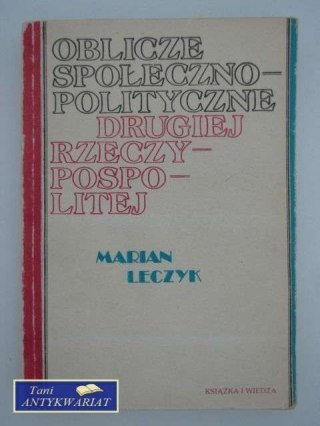 OBLICZE
SPOŁECZNO–
POLITYCZNE
DRUGIEJ
RZECZY–
POSPO–
LITEJ
MARIAN
LECZYK
KSIĄŻKA I WIEDZA
Tani
ANTYKWARIAT